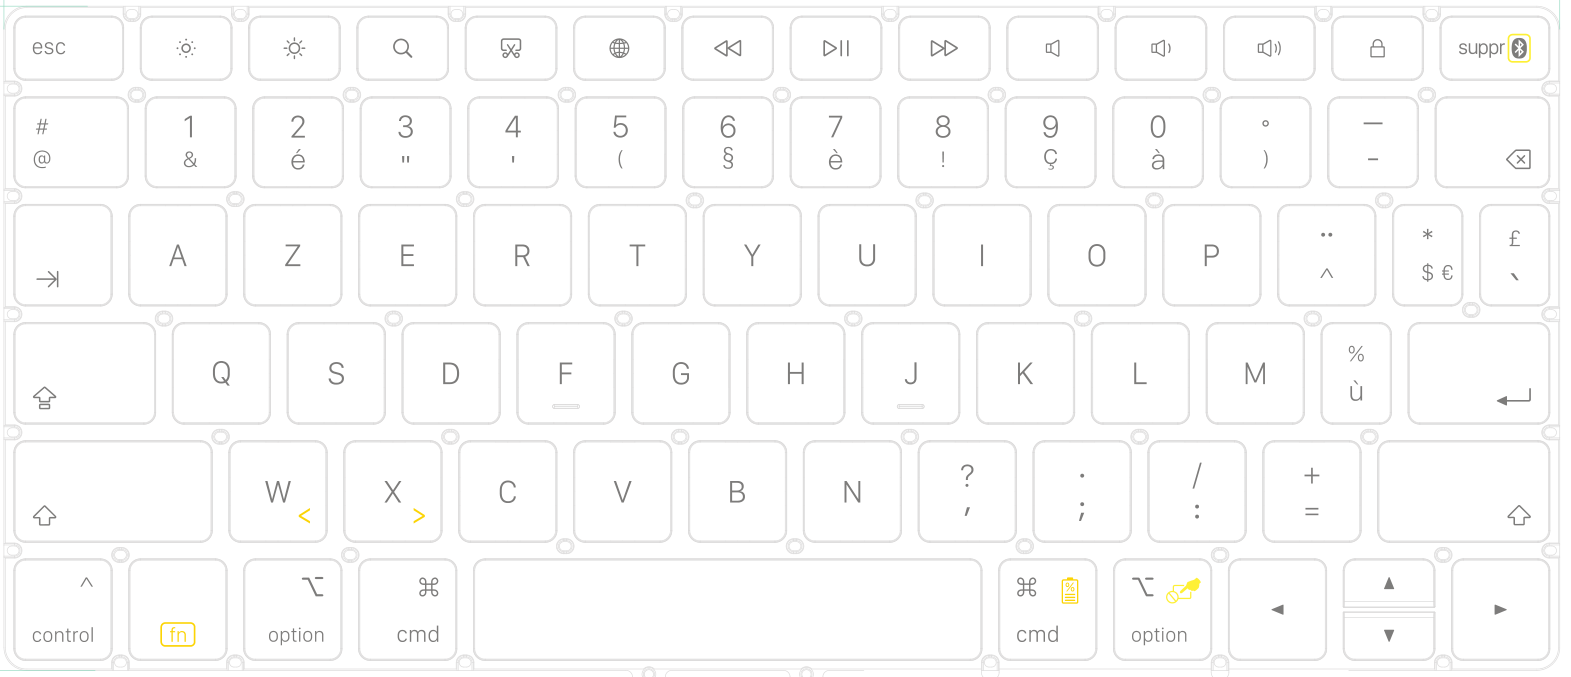 esc suppr
1 2 3 4 5 6 7 8 9 0 ° —
# @ & é " ' ( § è ! ç à ) -
A Z E R T Y U I O P ¨ ^ * $ € £ `
Q S D F G H J K L M % ù
W < X > C V B N ? , . ; / : + =
^ ⌥ ⌘ ⌘ % ⌥
control fn option cmd cmd option